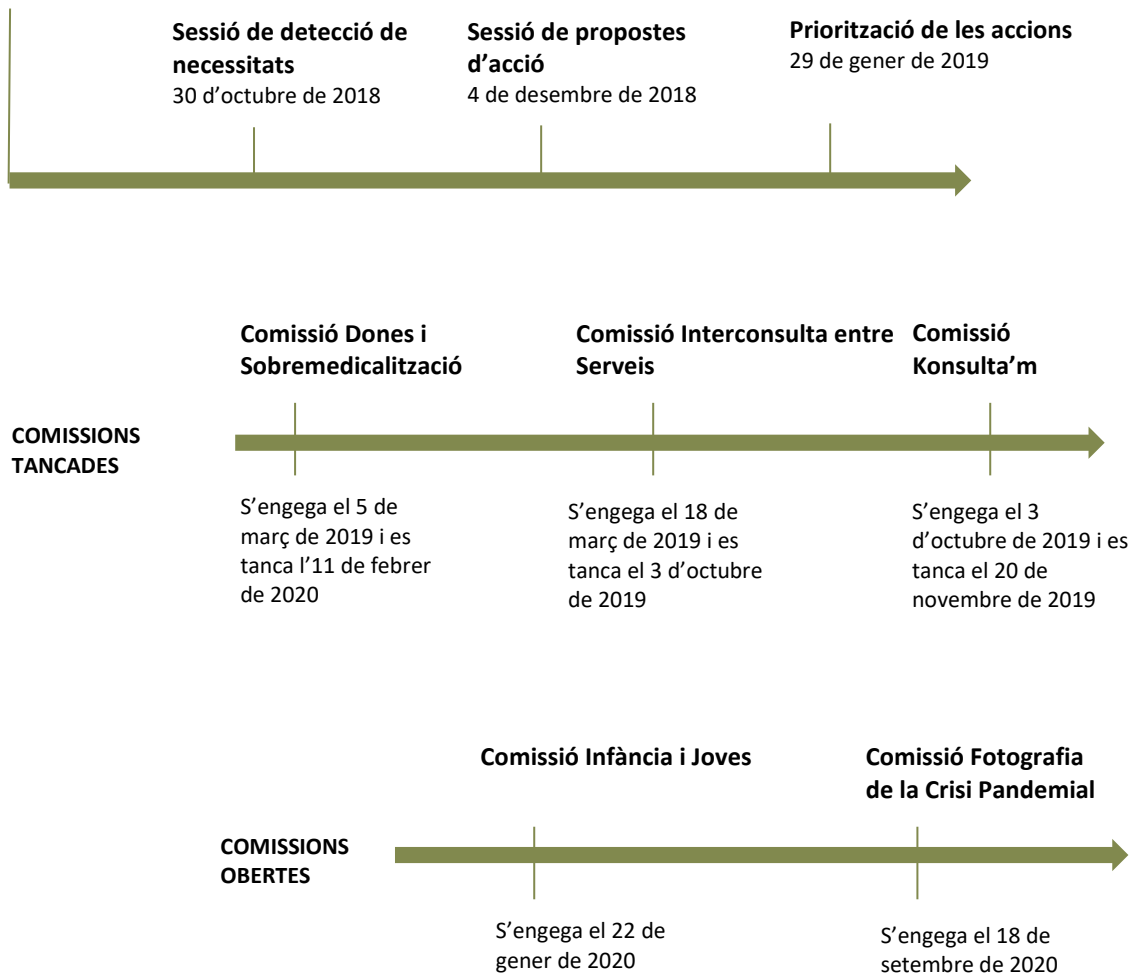 Sessió de detecció de
necessitats
30 d’octubre de 2018
Sessió de propostes
d’acció
4 de desembre de 2018
Priorització de les accions
29 de gener de 2019
Comissió Dones i
Sobremedicalització
Comissió Interconsulta entre
Serveis
Comissió
Konsulta’m
COMISSIONS
TANCADES
S’engega el 5 de
març de 2019 i es
tanca l’11 de febrer
de 2020
S’engega el 18 de
març de 2019 i es
tanca el 3 d’octubre
de 2019
S’engega el 3
d’octubre de 2019 i es
tanca el 20 de
novembre de 2019
Comissió Infància i Joves
Comissió Fotografia
de la Crisi Pandemial
COMISSIONS
OBERTES
S’engega el 22 de
gener de 2020
S’engega el 18 de
setembre de 2020